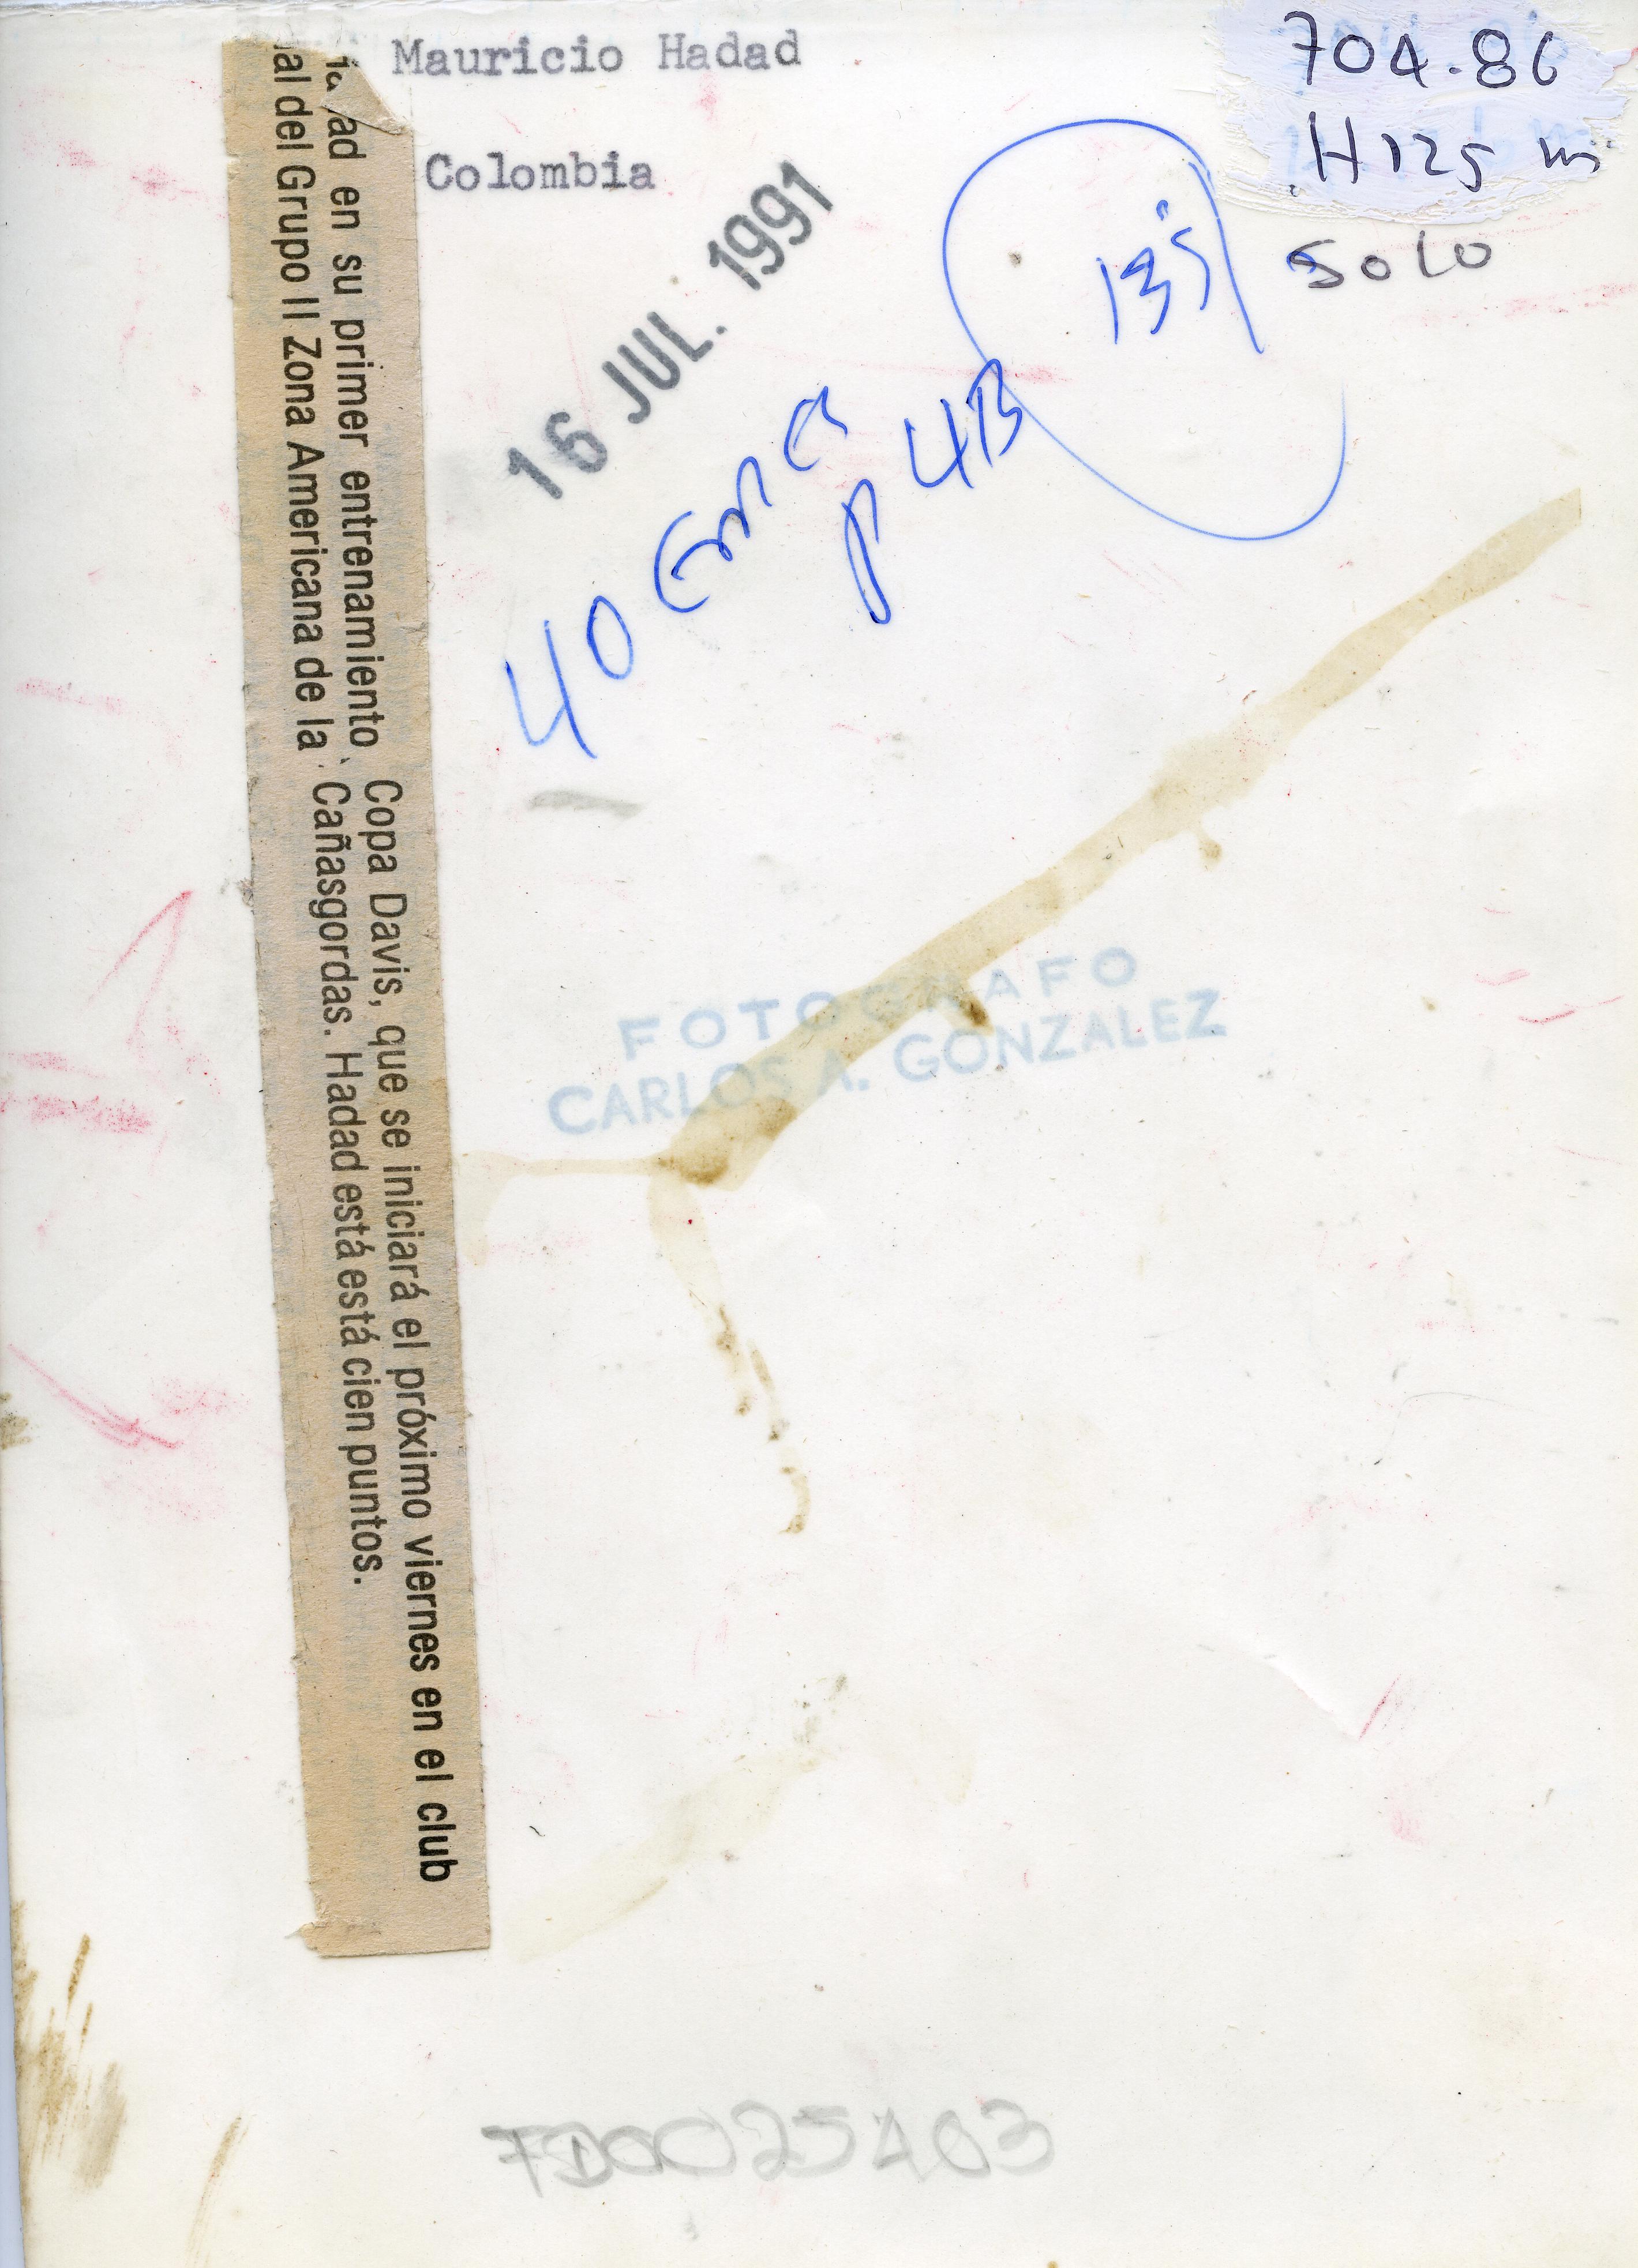 Mauricio Hadad
Colombia
704.86
H125 m
SOLO
16 JUL. 1991
135
40
P 4B
ad en su primer entrenamiento
al del Grupo II Zona Americana de la
Copa Davis, que se iniciará el próximo viernes en el club
Cañasgordas. Hadad está está cien puntos.
FOTOGRAFO
CARLOS A. GONZALEZ
7D0025403